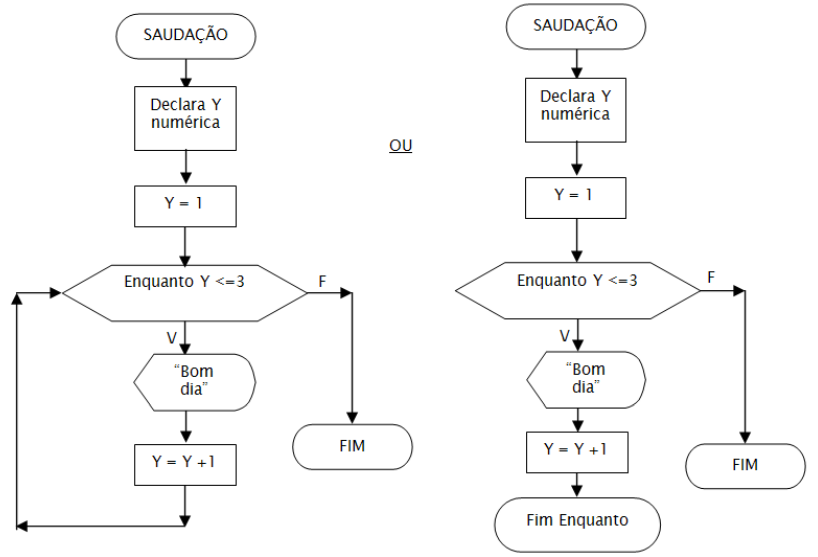 SAUDAÇÃO
Declara Y
numérica
Y = 1
Enquanto Y <=3
F
V
“Bom
dia”
Y = Y +1
FIM
OU
SAUDAÇÃO
Declara Y
numérica
Y = 1
Enquanto Y <=3
F
V
“Bom
dia”
Y = Y +1
FIM
Fim Enquanto